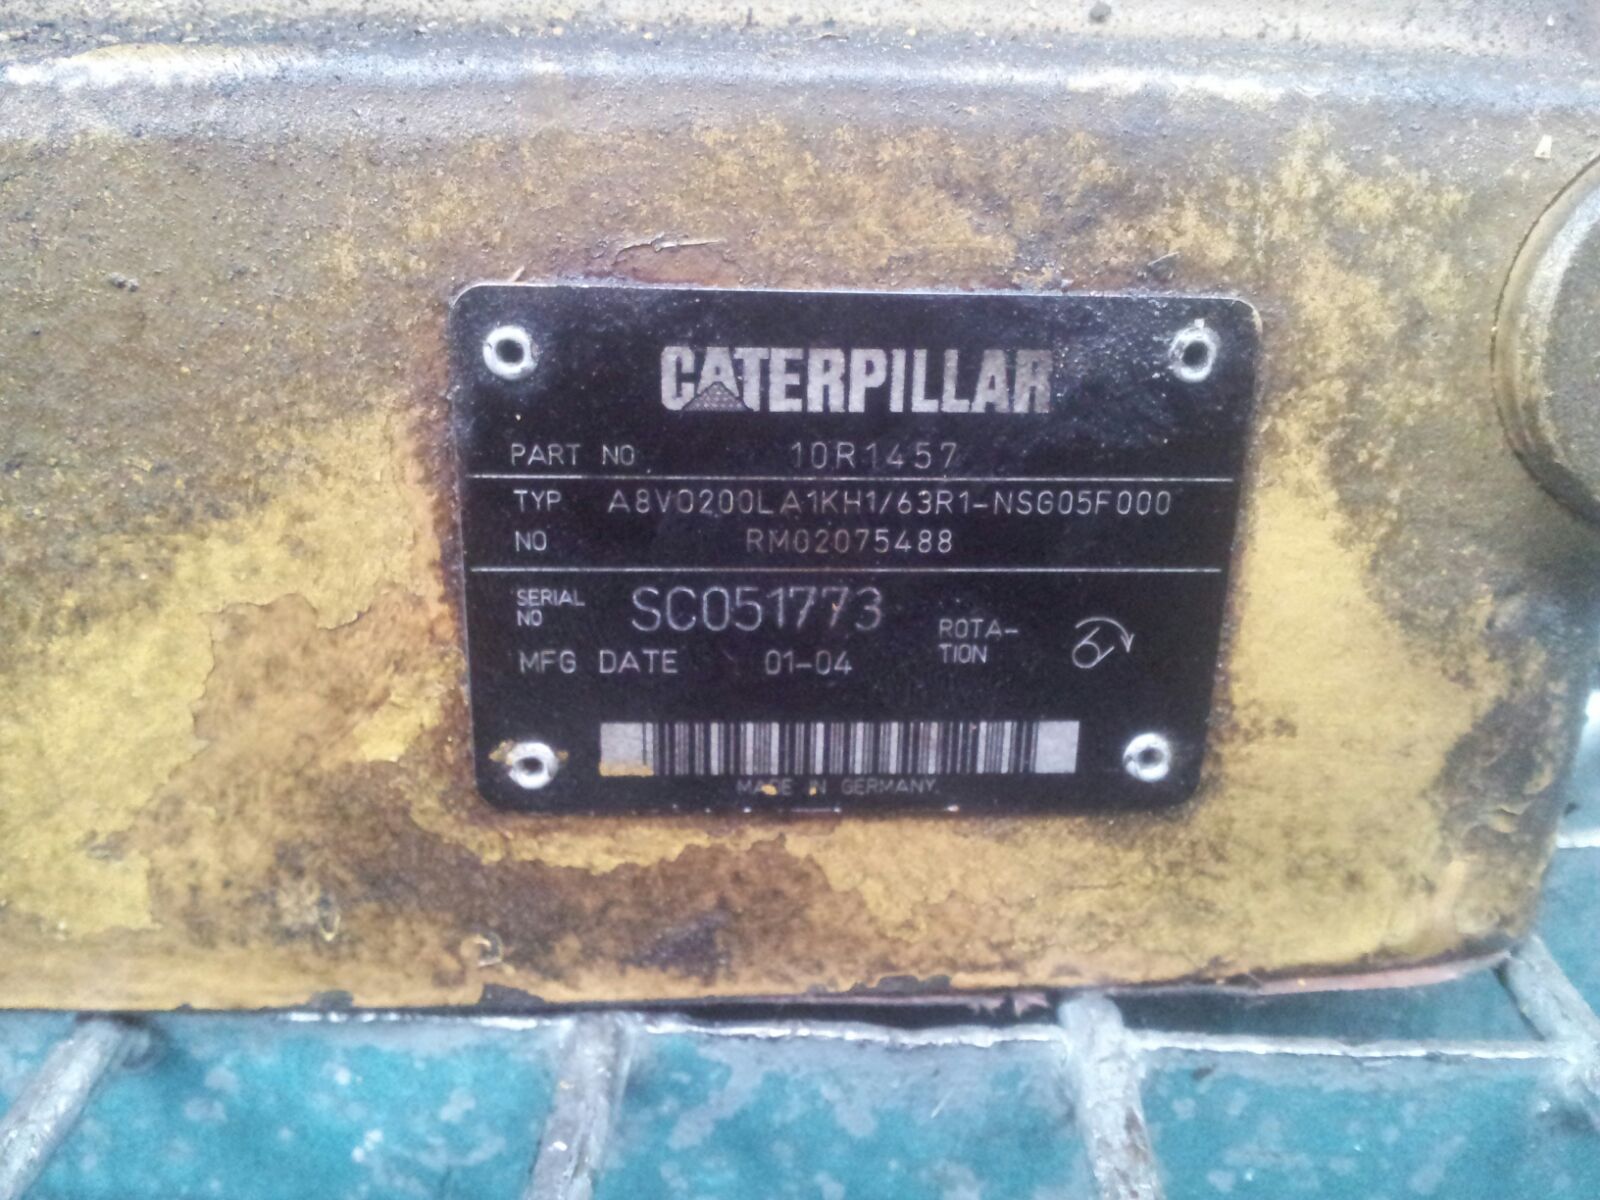 CATERPILLAR
PART NO 10R1457
TYP A8VO200LA1KH1/63R1-NSG05F000
NO RM02075488
SERIAL NO SC051773
MFG DATE 01-04
ROTA-
TION
MADE IN GERMANY